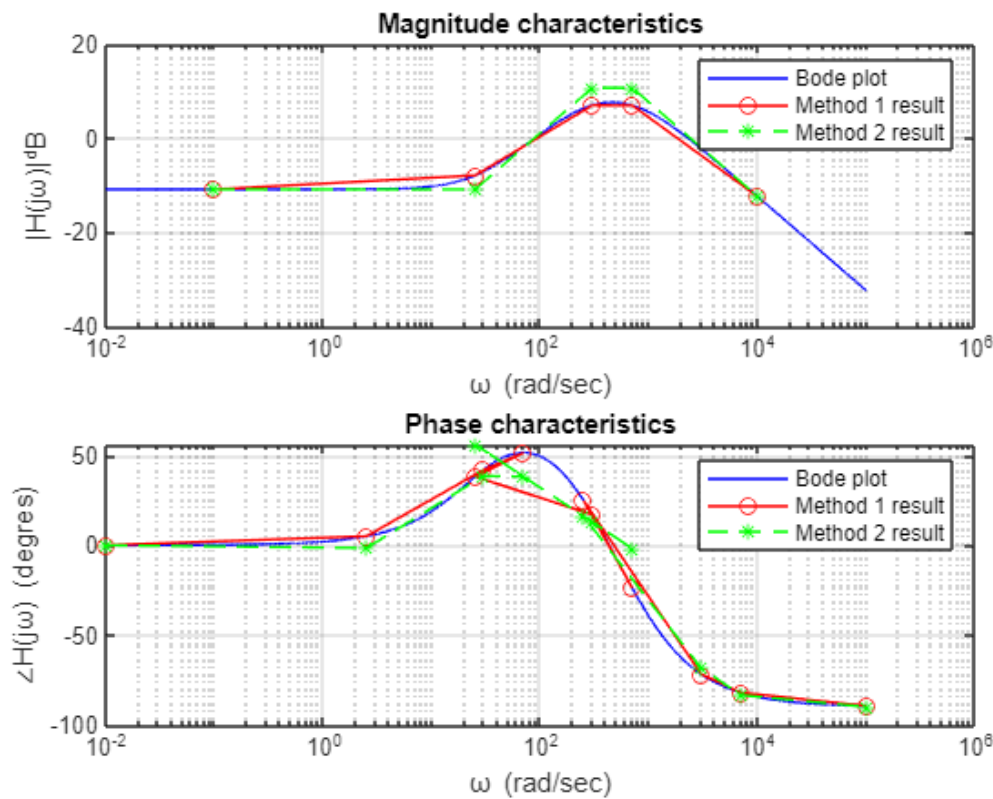 Magnitude characteristics
20
0
-20
-40
|H(jω)|dB
10-2
100
102
104
106
ω (rad/sec)
Bode plot
Method 1 result
Method 2 result
Phase characteristics
50
0
-50
-100
∠H(jω) (degres)
10-2
100
102
104
106
ω (rad/sec)
Bode plot
Method 1 result
Method 2 result